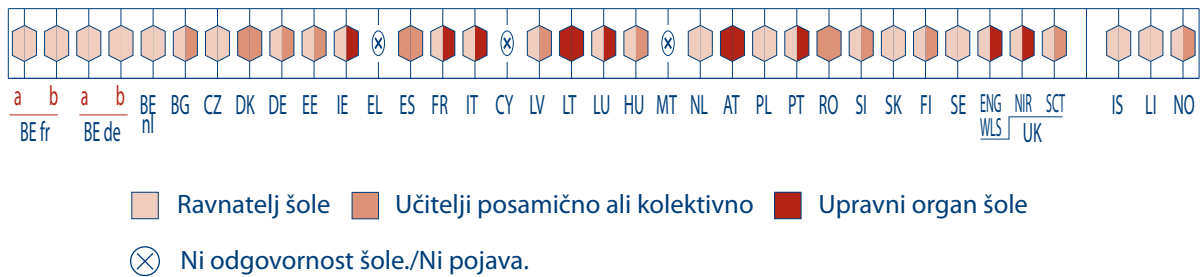 a b a b BE nl BG CZ DK DE EE IE EL ES FR IT CY LV LT LU HU MT NL AT PL PT RO SI SK FI SE ENG NIR SCT IS LI NO
BE fr BE de WLS UK
Ravnatelj šole Učitelji posamično ali kolektivno Upravni organ šole
Ni odgovornost šole./Ni pojava.